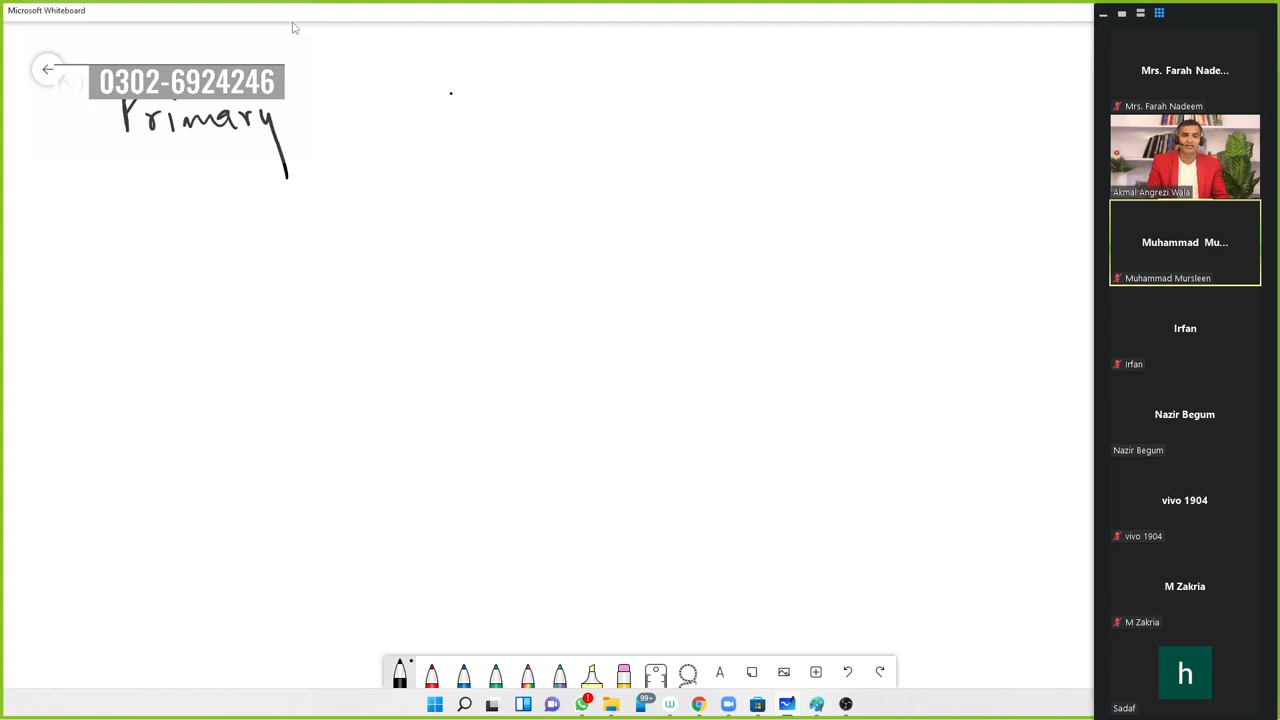 Microsoft Whiteboard
0302-6924246
Primary
Mrs. Farah Nade...
Mrs. Farah Nadeem
Akmal Angrezi Wala
Muhammad Mu...
Muhammad Mursleen
Irfan
Irfan
Nazir Begum
Nazir Begum
vivo 1904
vivo 1904
M Zakria
M Zakria
h
Sadaf
A
99+